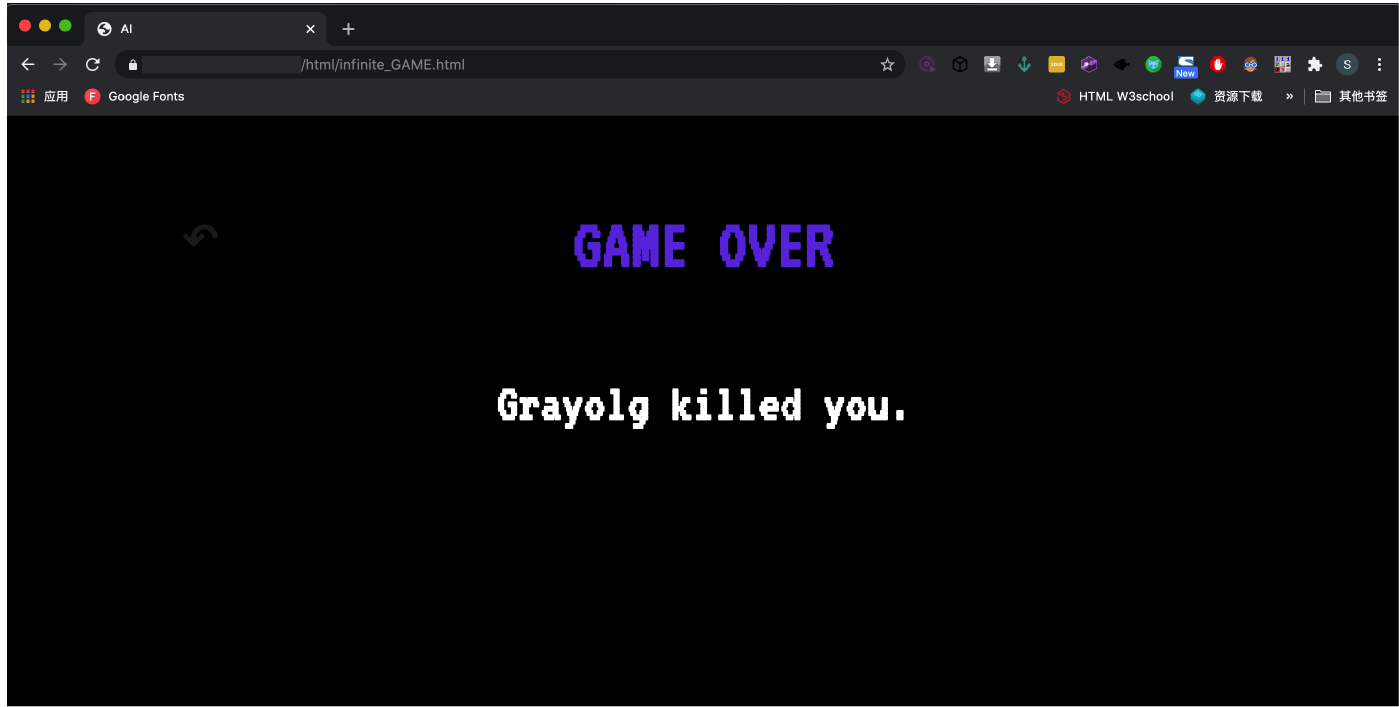 AI
/html/infinite_GAME.html
S
New
应用
F Google Fonts
HTML W3school
资源下载
»
其他书签
GAME OVER
Grayolg killed you.